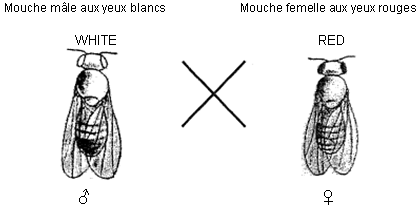 Mouche mâle aux yeux blancs
Mouche femelle aux yeux rouges
WHITE
RED
♂
♀